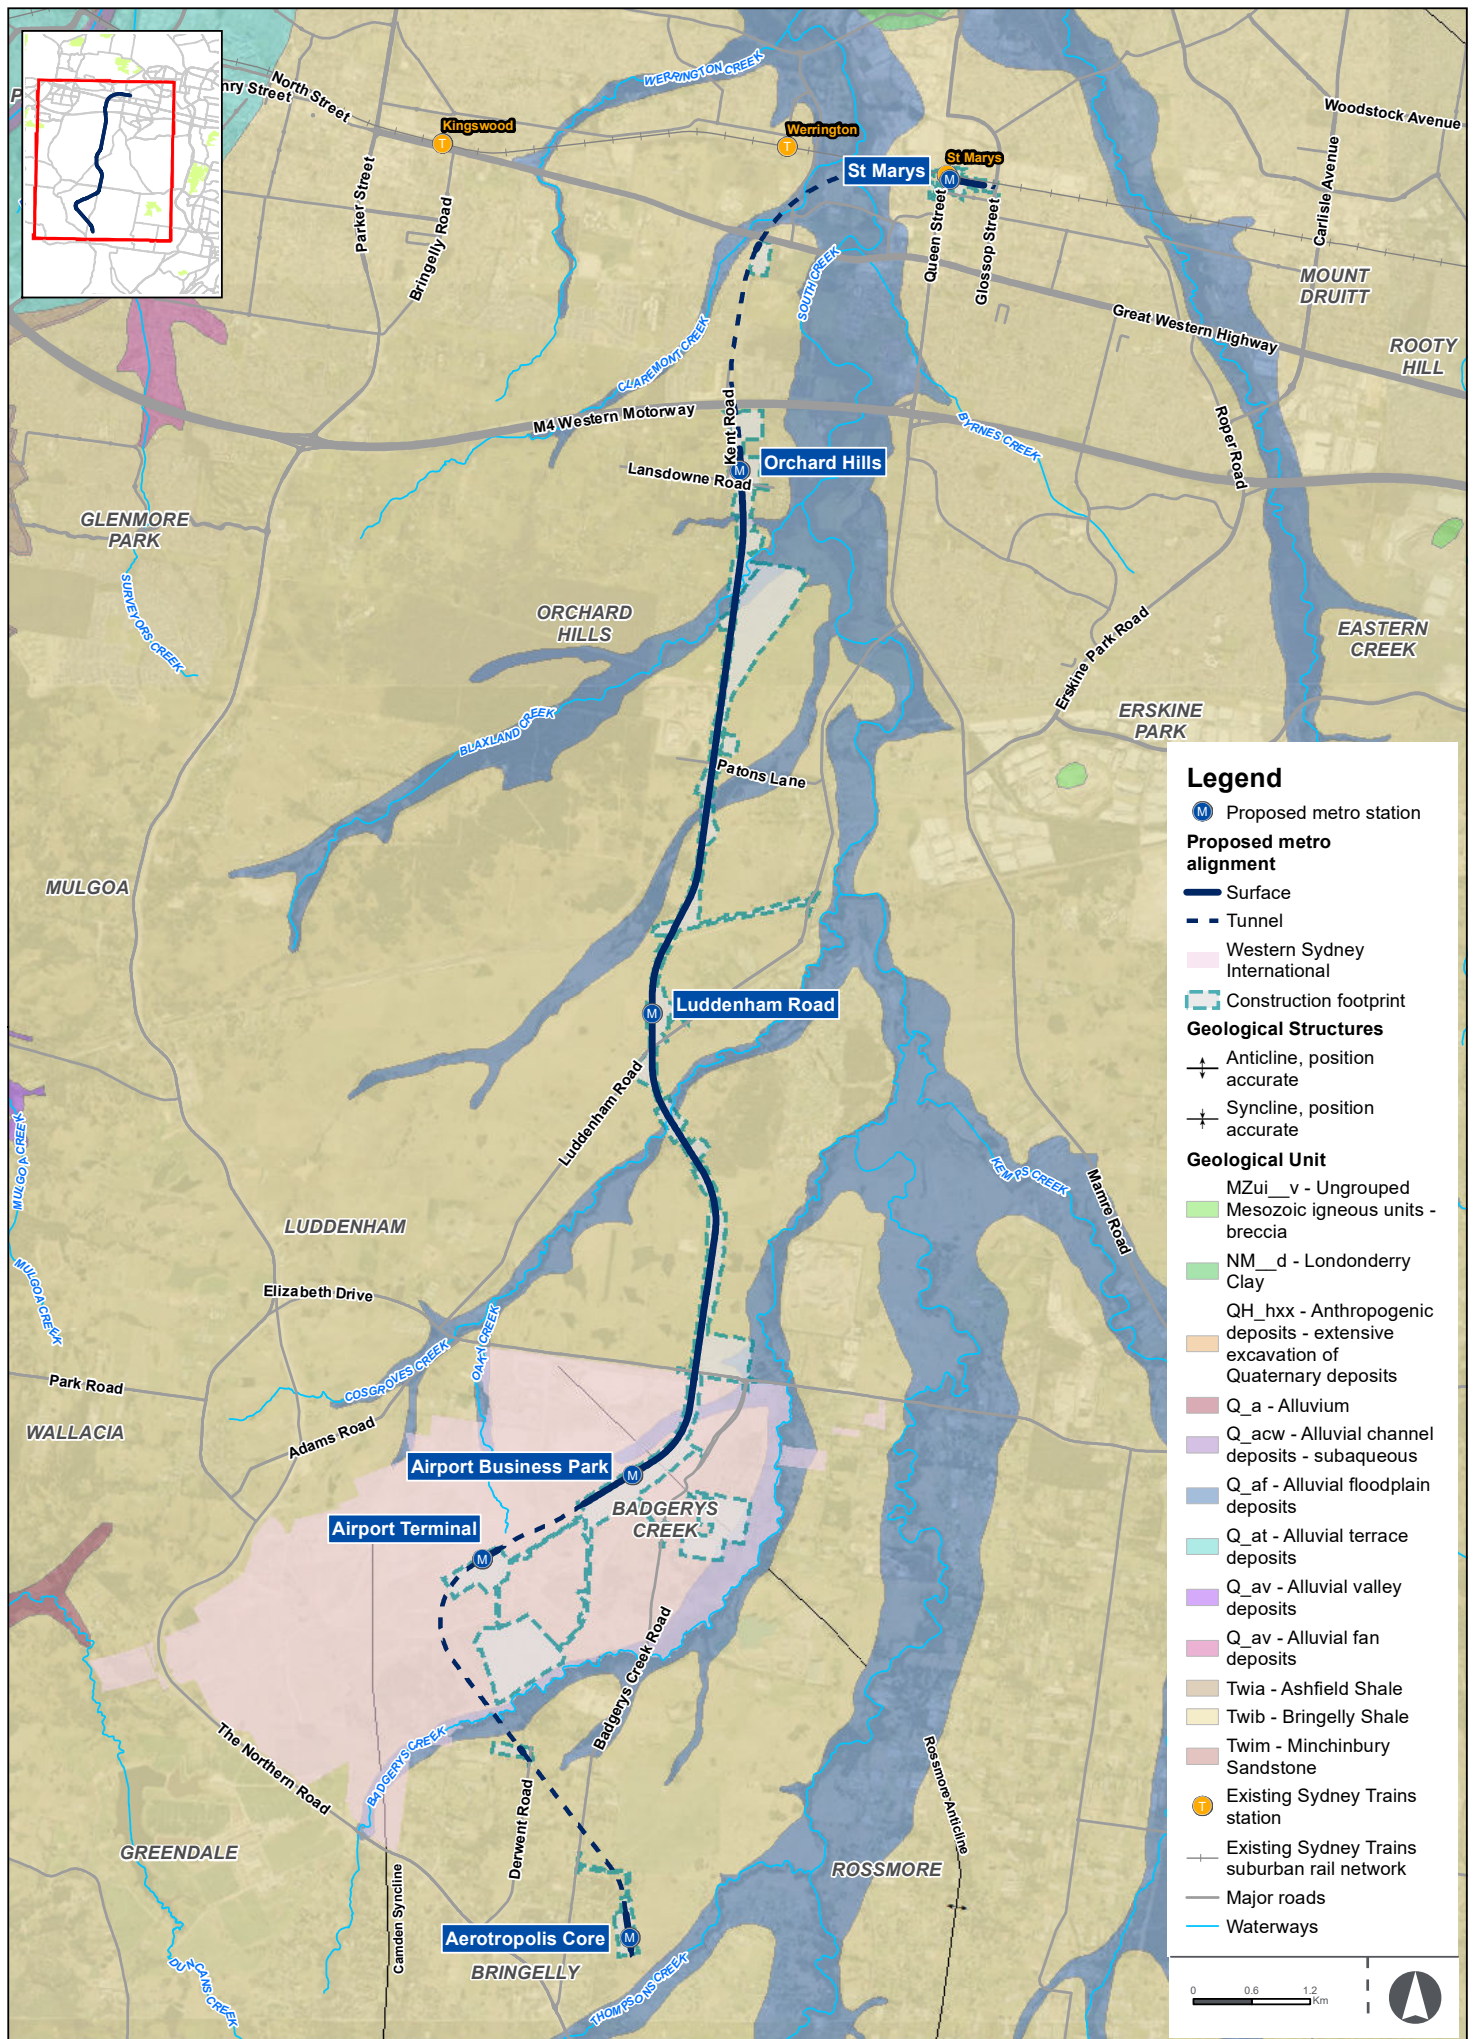 WERRINGTON CREEK
North Street
nry Street
P
Woodstock Avenue
Kingswood
T
Werrington
T
St Marys
St Marys
M
Carlisle Avenue
Parker Street
Bringelly Road
Queen Street
Glossop Street
SOUTH CREEK
MOUNT
DRUITT
Great Western Highway
ROOTY
HILL
CLAREMONT CREEK
M4 Western Motorway
Kent Road
BYRNES CREEK
Roper Road
Lansdowne Road
M
Orchard Hills
GLENMORE
PARK
SURVEYORS CREEK
ORCHARD
HILLS
EASTERN
CREEK
Erskine Park Road
ERSKINE
PARK
BLAXLAND CREEK
Patons Lane
MULGOA
M
Luddenham Road
Luddenham Road
MULGOA CREEK
KEMPS CREEK
Mamre Road
LUDDENHAM
MULGOA CREEK
Elizabeth Drive
OAKY CREEK
COSGROVES CREEK
Park Road
WALLACIA
Adams Road
Airport Business Park
M
BADGERYS
CREEK
Airport Terminal
M
Badgerys Creek Road
The Northern Road
BADGERYS CREEK
Derwent Road
Rossmore Anticline
GREENDALE
ROSSMORE
Camden Syncline
Aerotropolis Core
M
BRINGELLY
DUNCANS CREEK
THOMPSONS CREEK
Legend
M
Proposed metro station
Proposed metro
alignment
Surface
Tunnel
Western Sydney
International
Construction footprint
Geological Structures
Anticline, position
accurate
Syncline, position
accurate
Geological Unit
MZui__v - Ungrouped
Mesozoic igneous units -
breccia
NM__d - Londonderry
Clay
QH_hxx - Anthropogenic
deposits - extensive
excavation of
Quaternary deposits
Q_a - Alluvium
Q_acw - Alluvial channel
deposits - subaqueous
Q_af - Alluvial floodplain
deposits
Q_at - Alluvial terrace
deposits
Q_av - Alluvial valley
deposits
Q_av - Alluvial fan
deposits
Twia - Ashfield Shale
Twib - Bringelly Shale
Twim - Minchinbury
Sandstone
T
Existing Sydney Trains
station
Existing Sydney Trains
suburban rail network
Major roads
Waterways
0 0.6 1.2
Km